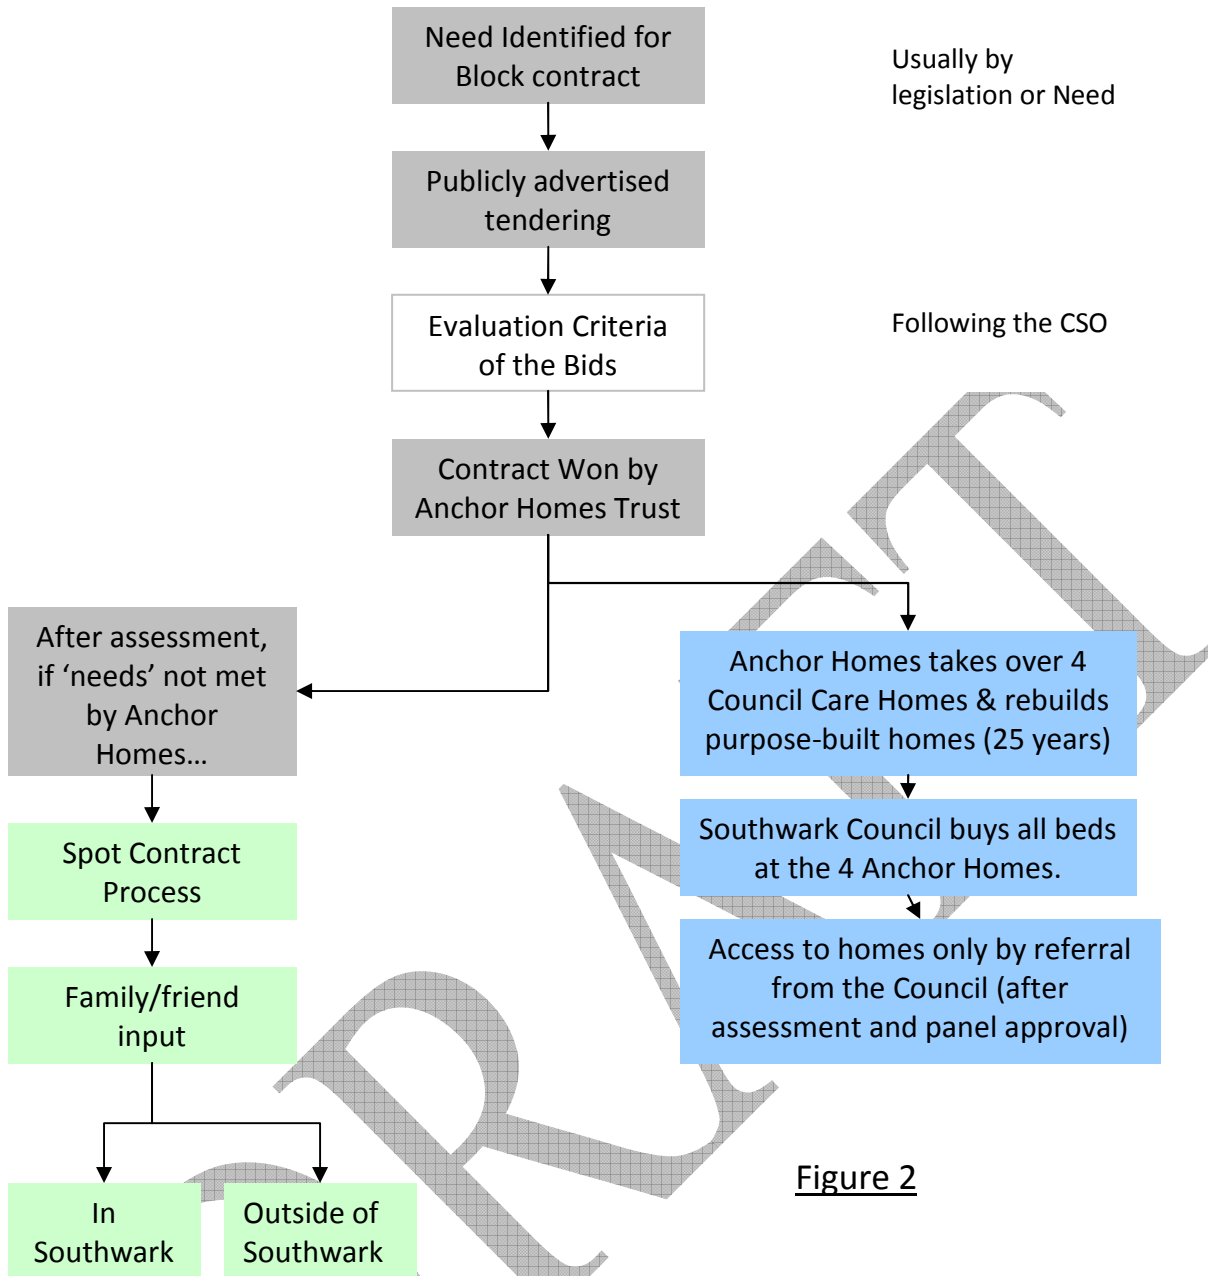 Need Identified for
Block contract
Usually by
legislation or Need
Publicly advertised
tendering
Evaluation Criteria
of the Bids
Following the CSO
Contract Won by
Anchor Homes Trust
After assessment,
if ‘needs’ not met
by Anchor
Homes…
Anchor Homes takes over 4
Council Care Homes & rebuilds
purpose-built homes (25 years)
Spot Contract
Process
Southwark Council buys all beds
at the 4 Anchor Homes.
Family/friend
input
Access to homes only by referral
from the Council (after
assessment and panel approval)
In
Southwark
Outside of
Southwark
Figure 2